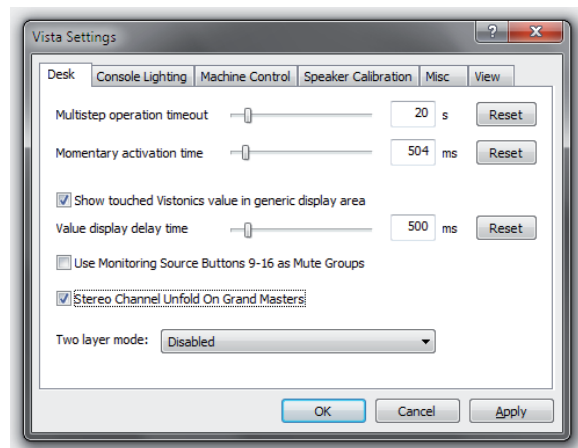 Vista Settings
Desk Console Lighting Machine Control Speaker Calibration Misc View
Multistep operation timeout 20 s Reset
Momentary activation time 504 ms Reset
Show touched Vistonics value in generic display area
Value display delay time 500 ms Reset
Use Monitoring Source Buttons 9-16 as Mute Groups
Stereo Channel Unfold On Grand Masters
Two layer mode: Disabled
OK Cancel Apply